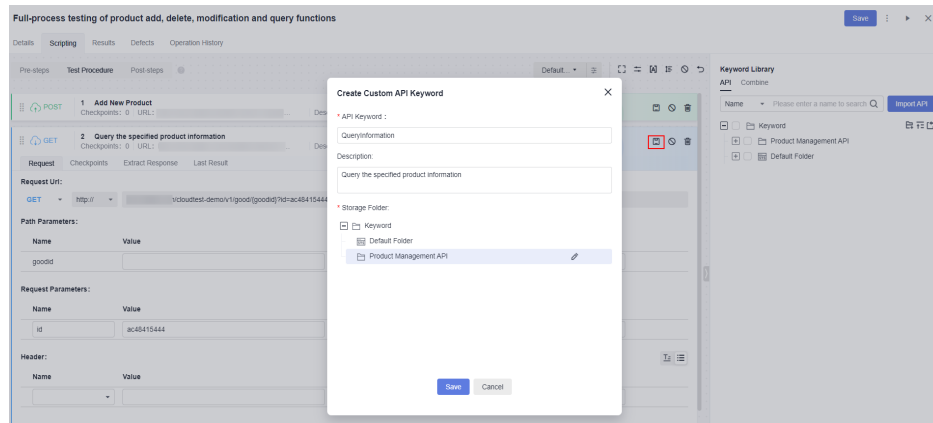 Full-process testing of product add, delete, modification and query functions
Save
Details Scripting Results Defects Operation History
Pre-steps Test Procedure Post-steps
Default...
POST
1 Add New Product
Checkpoints: 0 URL: ... Des
GET
2 Query the specified product information
Checkpoints: 0 URL: ... Des
Request Checkpoints Extract Response Last Result
Request Url:
GET http:// r/cloudtest-demo/v1/good/{goodid}?id=ac48415444
Path Parameters:
Name Value
goodid
Request Parameters:
Name Value
id ac48415444
Header:
Name Value
Create Custom API Keyword
* API Keyword :
QueryInformation
Description:
Query the specified product information
* Storage Folder:
Keyword
Default Folder
Product Management API
Save Cancel
Keyword Library
API Combine
Name Please enter a name to search Import API
Keyword
Product Management API
Default Folder